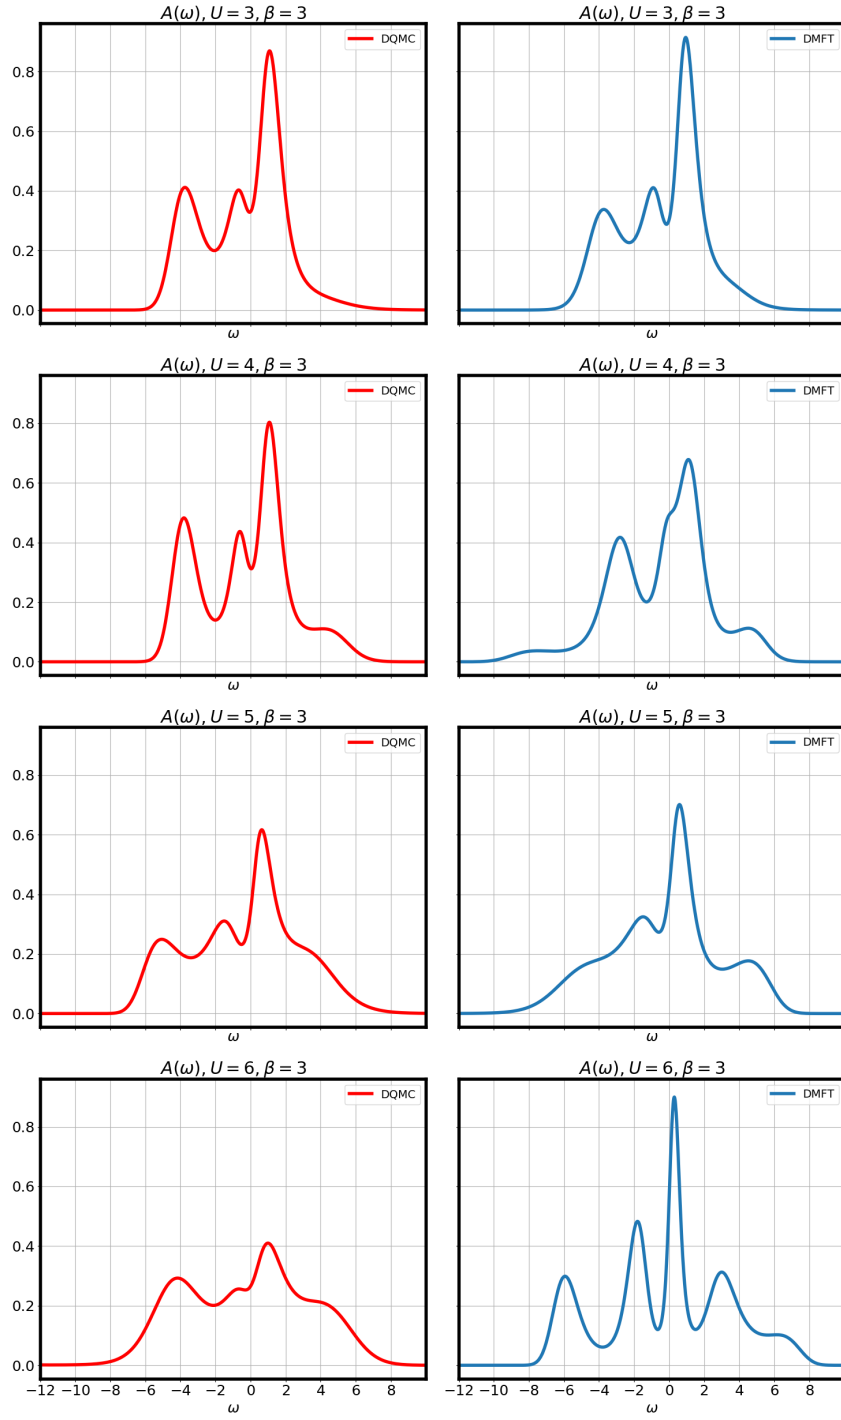 A(ω), U = 3, β = 3
A(ω), U = 3, β = 3
DQMC
DMFT
0.8
0.6
0.4
0.2
0.0
ω
ω
A(ω), U = 4, β = 3
A(ω), U = 4, β = 3
DQMC
DMFT
0.8
0.6
0.4
0.2
0.0
ω
ω
A(ω), U = 5, β = 3
A(ω), U = 5, β = 3
DQMC
DMFT
0.8
0.6
0.4
0.2
0.0
ω
ω
A(ω), U = 6, β = 3
A(ω), U = 6, β = 3
DQMC
DMFT
0.8
0.6
0.4
0.2
0.0
−12 −10 −8 −6 −4 −2 0 2 4 6 8
−12 −10 −8 −6 −4 −2 0 2 4 6 8
ω
ω